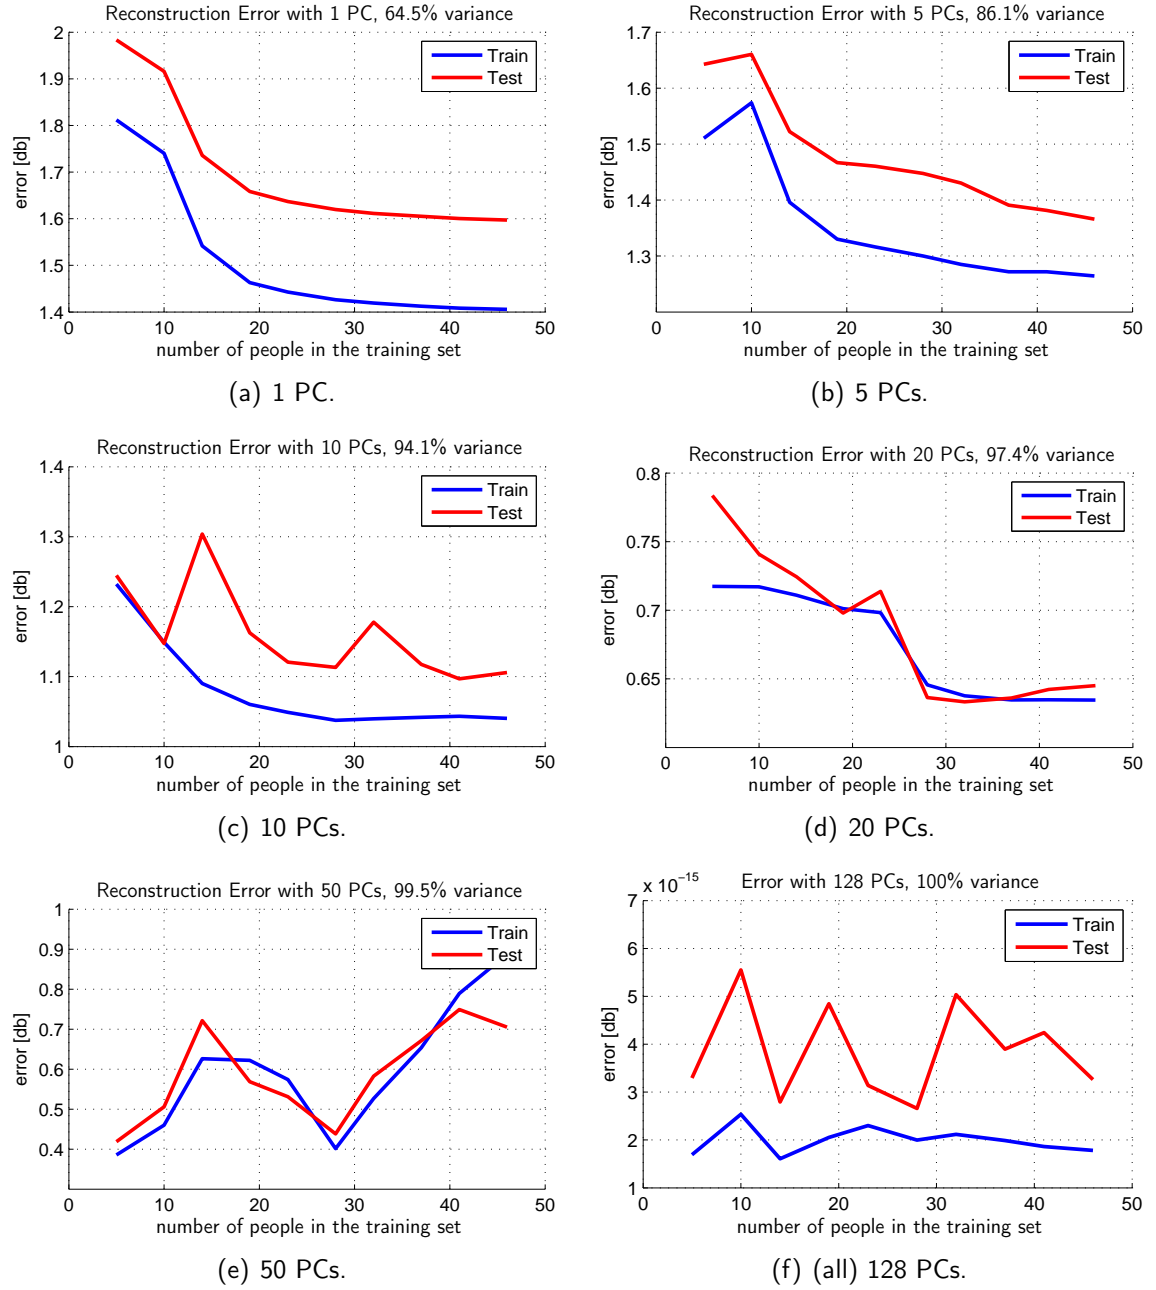 Reconstruction Error with 1 PC, 64.5% variance
2
1.9
1.8
1.7
1.6
1.5
1.4
error [db]
Train
Test
0 10 20 30 40 50
number of people in the training set
(a) 1 PC.
Reconstruction Error with 5 PCs, 86.1% variance
1.7
1.6
1.5
1.4
1.3
error [db]
Train
Test
0 10 20 30 40 50
number of people in the training set
(b) 5 PCs.
Reconstruction Error with 10 PCs, 94.1% variance
1.4
1.3
1.2
1.1
1
error [db]
Train
Test
0 10 20 30 40 50
number of people in the training set
(c) 10 PCs.
Reconstruction Error with 20 PCs, 97.4% variance
0.8
0.75
0.7
0.65
error [db]
Train
Test
0 10 20 30 40 50
number of people in the training set
(d) 20 PCs.
Reconstruction Error with 50 PCs, 99.5% variance
1
0.9
0.8
0.7
0.6
0.5
0.4
error [db]
Train
Test
0 10 20 30 40 50
number of people in the training set
(e) 50 PCs.
Error with 128 PCs, 100% variance
x 10⁻¹⁵
7
6
5
4
3
2
1
error [db]
Train
Test
0 10 20 30 40 50
number of people in the training set
(f) (all) 128 PCs.